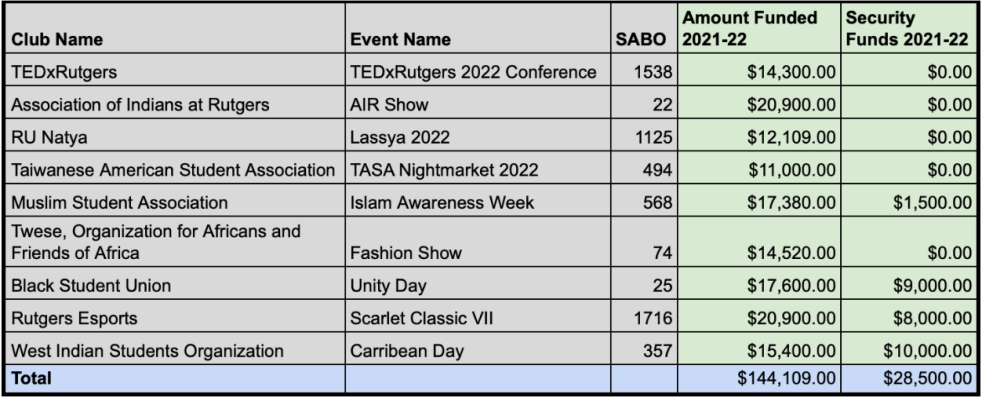 Club Name Event Name SABO Amount Funded 2021-22 Security Funds 2021-22
TEDxRutgers TEDxRutgers 2022 Conference 1538 $14,300.00 $0.00
Association of Indians at Rutgers AIR Show 22 $20,900.00 $0.00
RU Natya Lassya 2022 1125 $12,109.00 $0.00
Taiwanese American Student Association TASA Nightmarket 2022 494 $11,000.00 $0.00
Muslim Student Association Islam Awareness Week 568 $17,380.00 $1,500.00
Twese, Organization for Africans and
Friends of Africa Fashion Show 74 $14,520.00 $0.00
Black Student Union Unity Day 25 $17,600.00 $9,000.00
Rutgers Esports Scarlet Classic VII 1716 $20,900.00 $8,000.00
West Indian Students Organization Carribean Day 357 $15,400.00 $10,000.00
Total $144,109.00 $28,500.00